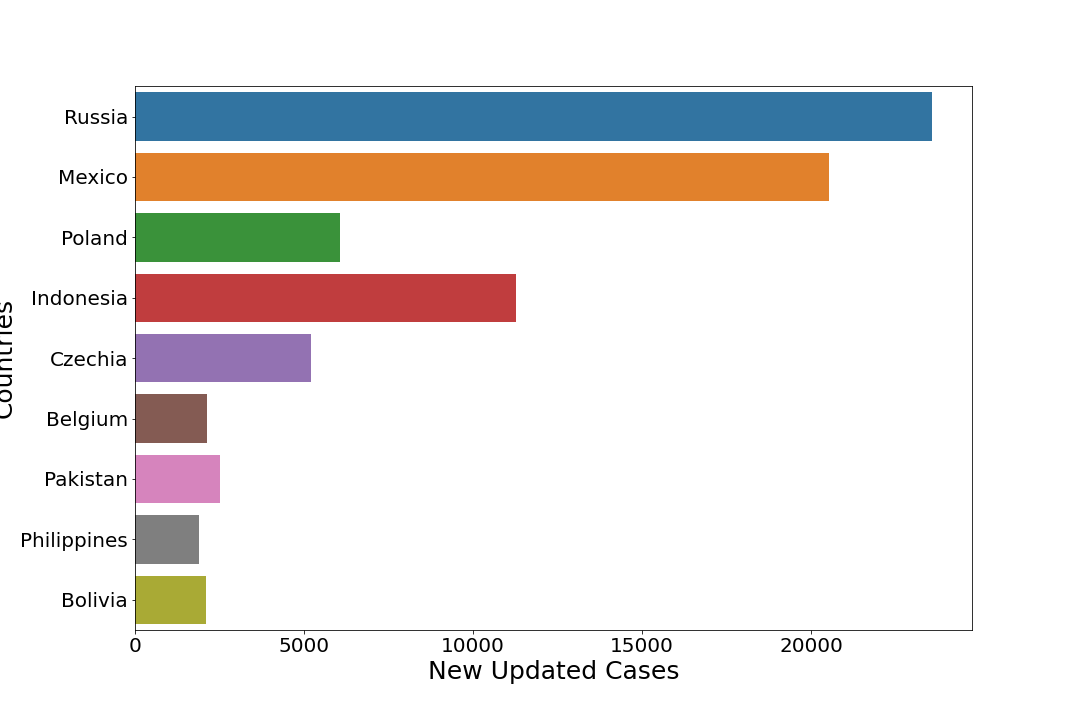 Russia
Mexico
Poland
Indonesia
Czechia
Belgium
Pakistan
Philippines
Bolivia
Countries
0 5000 10000 15000 20000
New Updated Cases